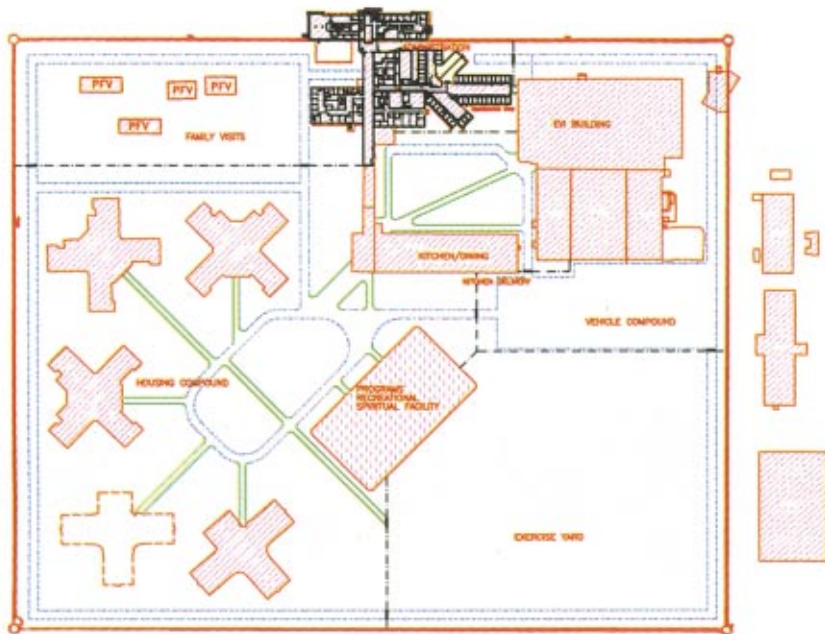 ADMINISTRATION
PFV
PFV
PFV
PFV
FAMILY VISITS
EVI BUILDING
KITCHEN/DINING
KITCHEN DELIVERY
VEHICLE COMPOUND
HOUSING COMPOUND
PROGRAMS
RECREATIONAL
SPIRITUAL FACILITY
EXERCISE YARD